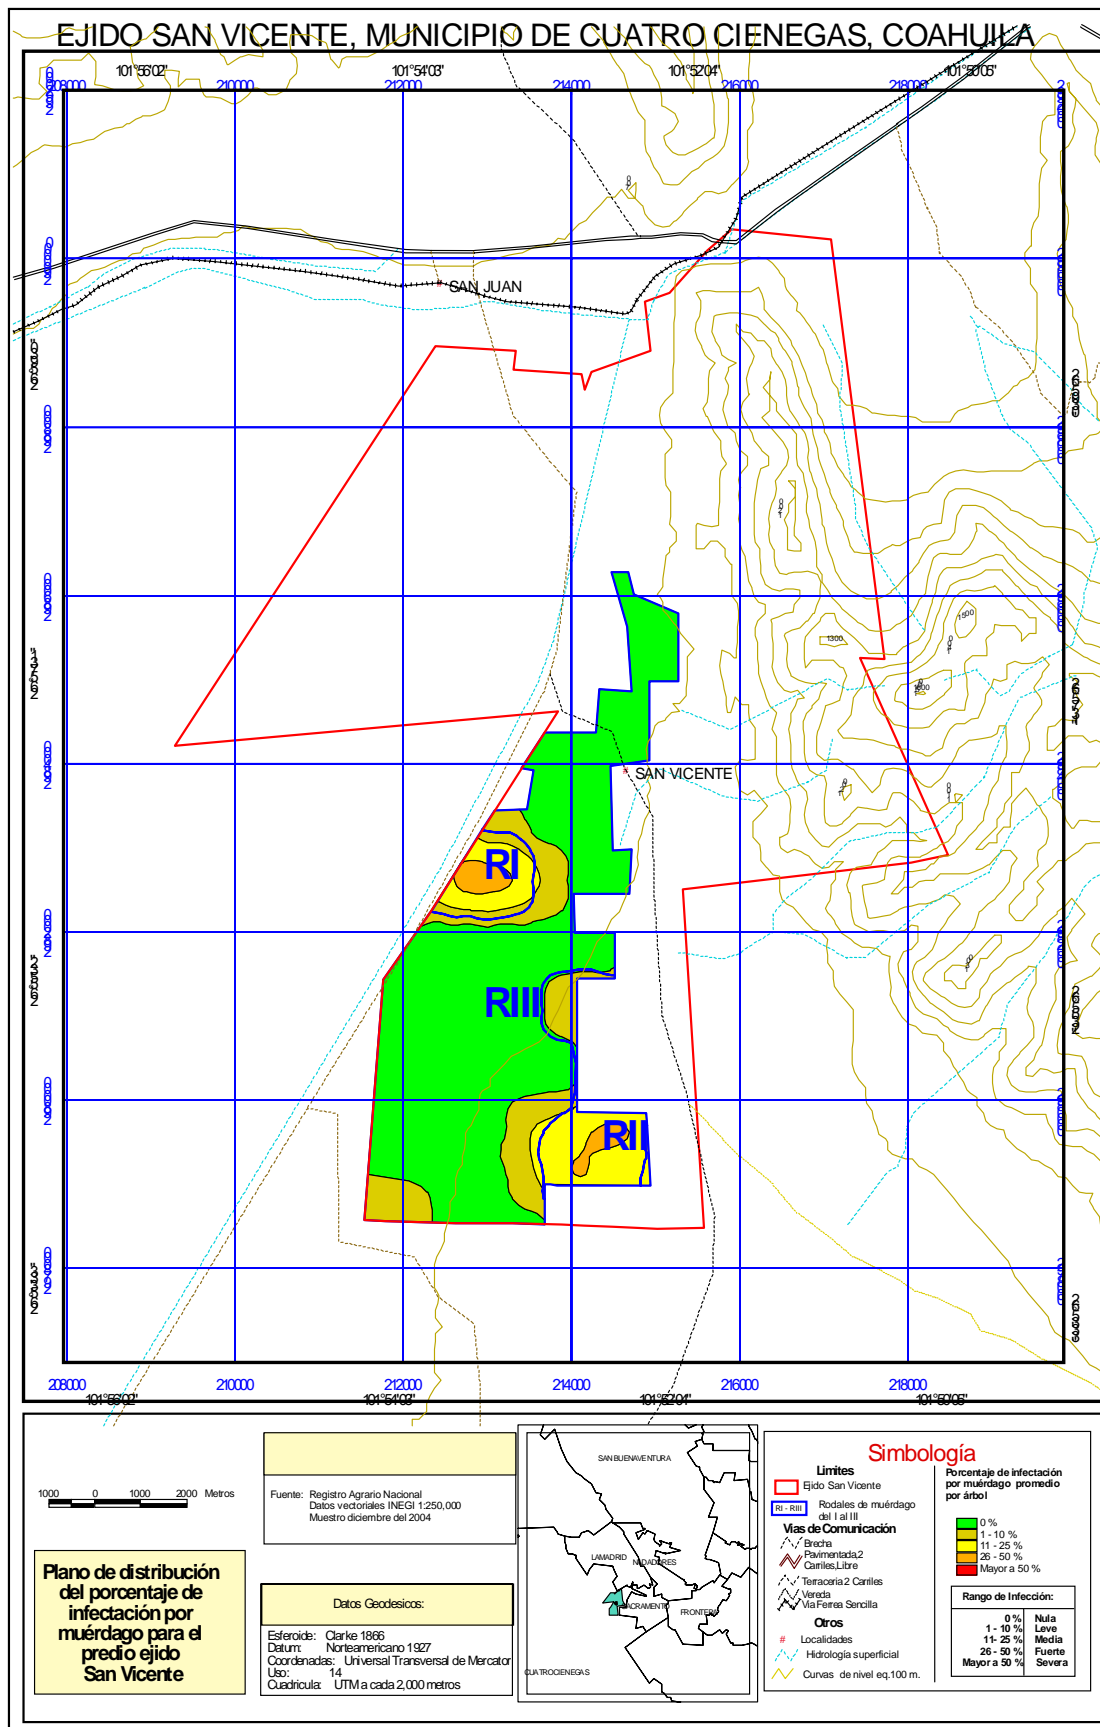 EJIDO SAN VICENTE, MUNICIPIO DE CUATRO CIENEGAS, COAHUILA
101°56'02" 101°54'03" 101°52'04" 101°50'05"
208000 210000 212000 214000 216000 218000
SAN JUAN
1500
1300
SAN VICENTE
RI
RIII
RII
208000 210000 212000 214000 216000 218000
101°56'02" 101°54'03" 101°52'04" 101°50'05"
1000 0 1000 2000 Metros
Plano de distribución
del porcentaje de
infectación por
muérdago para el
predio ejido
San Vicente
Fuente: Registro Agrario Nacional
Datos vectoriales INEGI 1:250,000
Muestro diciembre del 2004
Datos Geodesicos:
Esferoide: Clarke 1866
Datum: Norteamericano 1927
Coordenadas: Universal Transversal de Mercator
Uso: 14
Cuadricula: UTM a cada 2,000 metros
SAN BUENAVENTURA
LAMADRID
NADADORES
SACRAMENTO
FRONTERA
CUATROCIENEGAS
Simbología
Limites
Ejido San Vicente
RI - RIII
Rodales de muérdago
del I al III
Vias de Comunicación
Brecha
Pavimentada,2
Carriles,Libre
Terraceria 2 Carriles
Vereda
Via Ferrea Sencilla
Otros
# Localidades
Hidrología superficial
Curvas de nivel eq.100 m.
Porcentaje de infectación
por muérdago promedio
por árbol
0 %
1 - 10 %
11 - 25 %
26 - 50 %
Mayor a 50 %
Rango de Infección:
0 % Nula
1 - 10 % Leve
11- 25 % Media
26 - 50 % Fuerte
Mayor a 50 % Severa